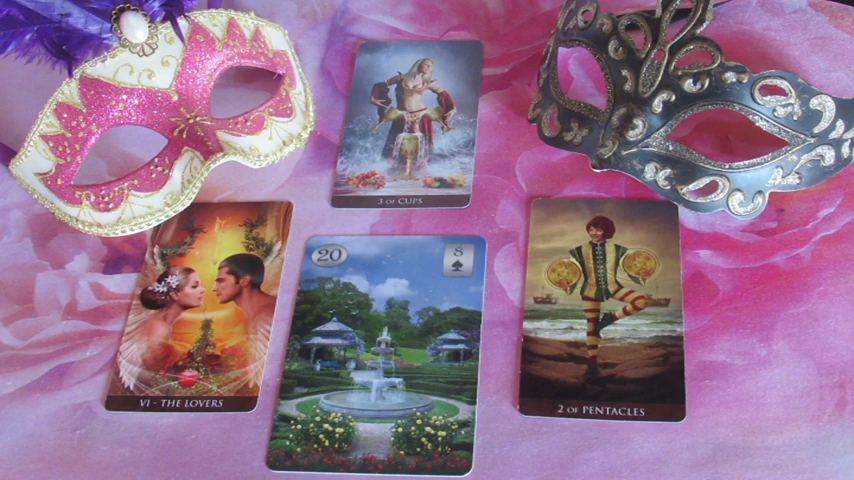 3 OF CUPS
VI - THE LOVERS
20
8
2 OF PENTACLES